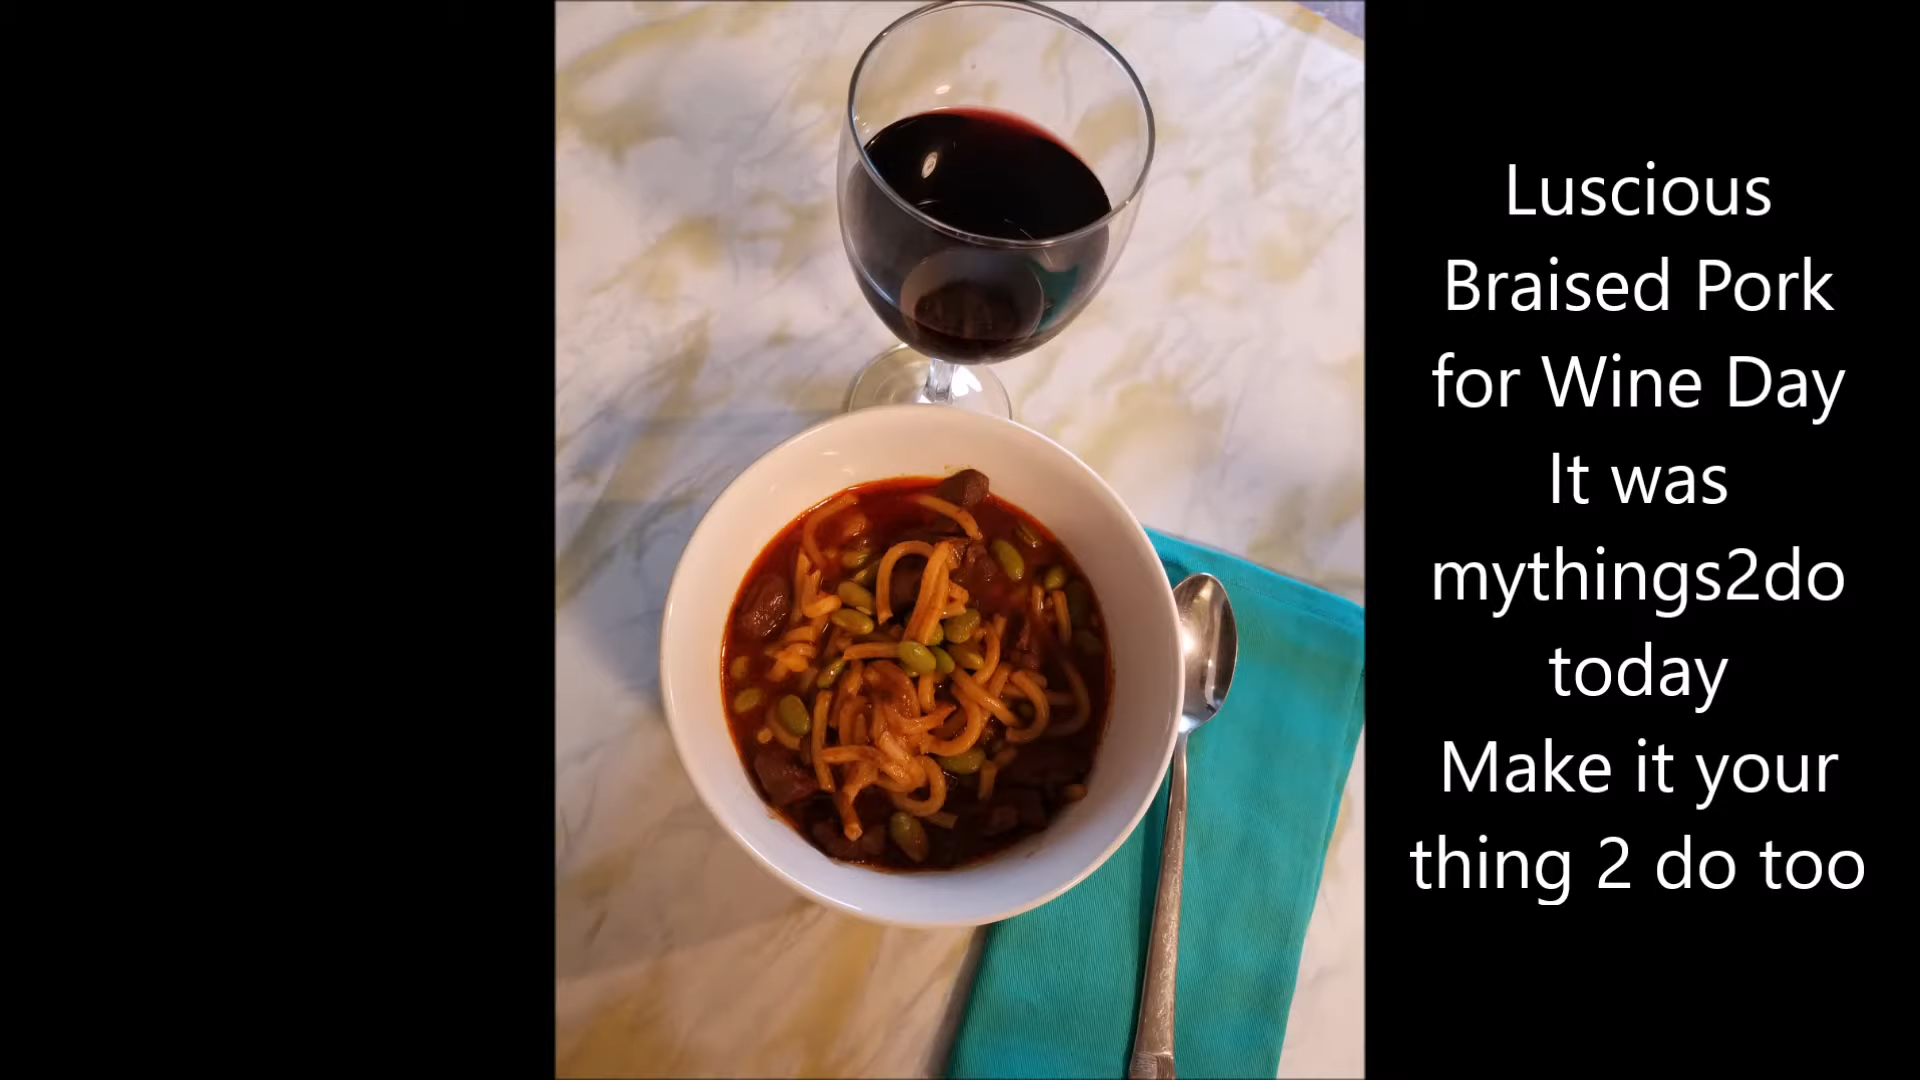 Luscious
Braised Pork
for Wine Day
It was
mythings2do
today
Make it your
thing 2 do too